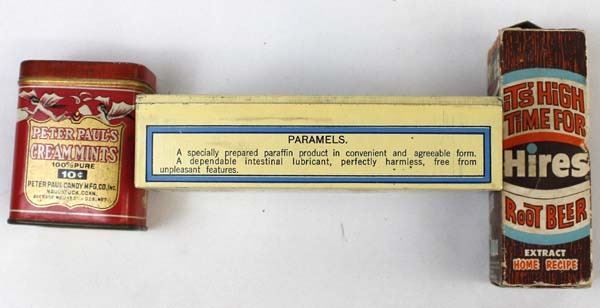 PETER PAUL'S
CREAM MINTS
100% PURE
10¢
PETER PAUL CANDY MFG. CO., Inc.
NAUGATUCK, CONN.
PARAMELS.
A specially prepared paraffin product in convenient and agreeable form.
A dependable intestinal lubricant, perfectly harmless, free from
unpleasant features.
IT'S HIGH
TIME FOR
Hires
ROOT BEER
EXTRACT
HOME RECIPE